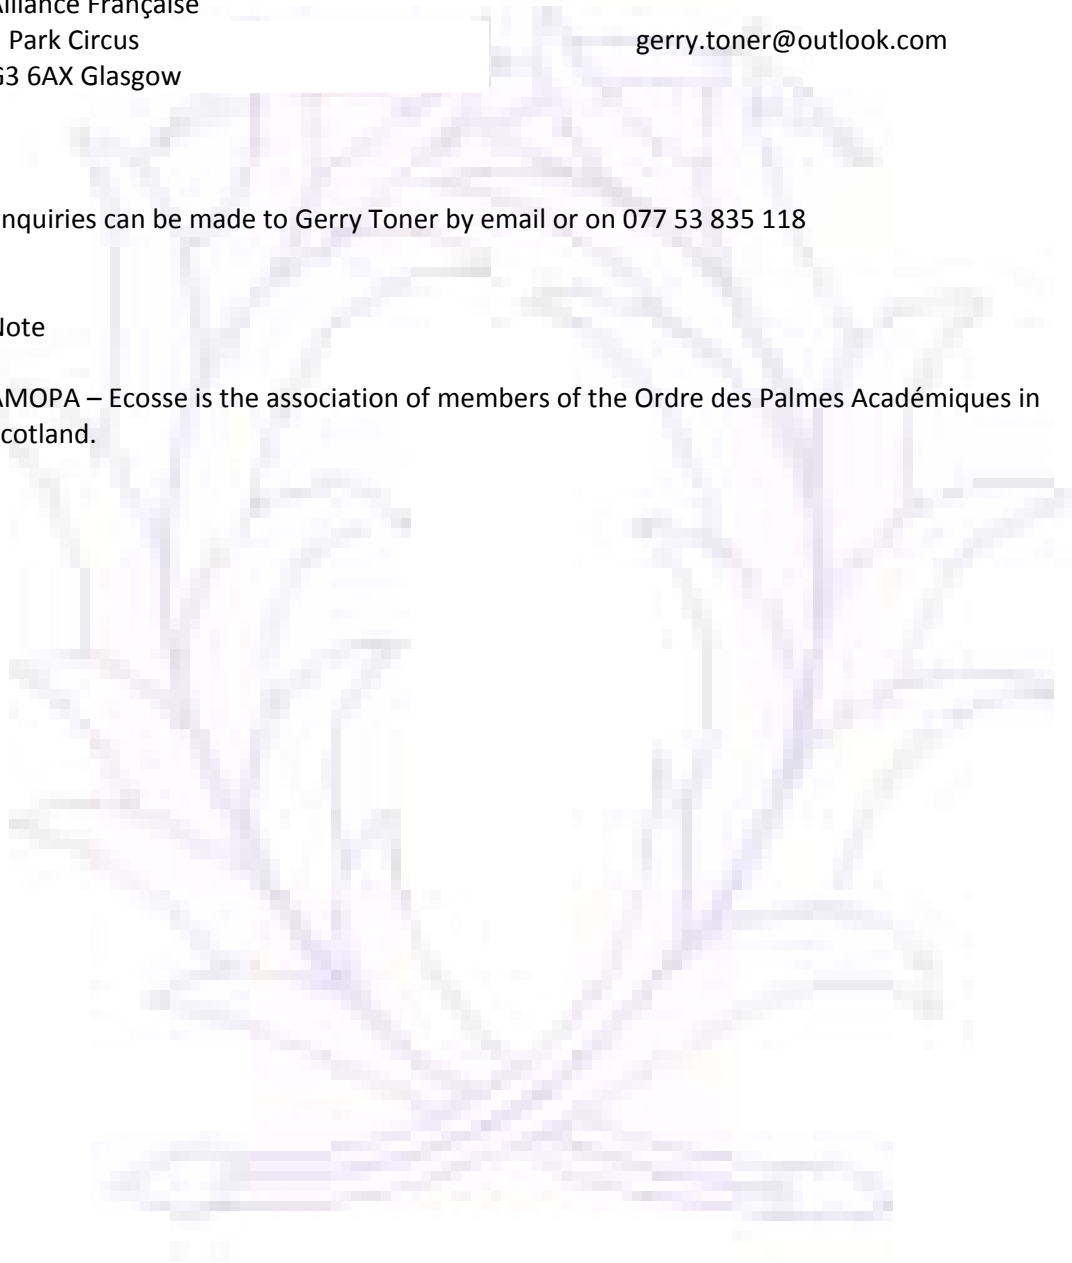 Alliance Française
Park Circus
gerry.toner@outlook.com
G3 6AX Glasgow
nquiries can be made to Gerry Toner by email or on 077 53 835 118
Note
AMOPA – Ecosse is the association of members of the Ordre des Palmes Académiques in
cotland.